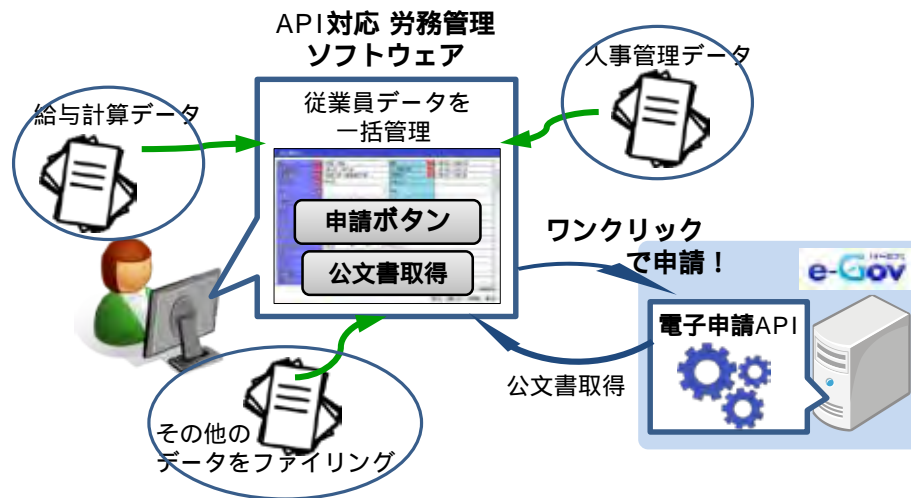 API対応 労務管理
ソフトウェア
人事管理データ
給与計算データ
従業員データを
一括管理
申請ボタン
公文書取得
ワンクリック
で申請！
e-Gov
電子申請API
公文書取得
その他の
データをファイリング